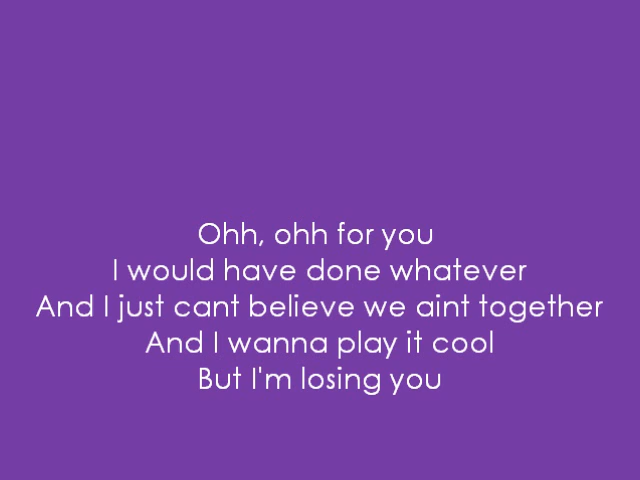 Ohh, ohh for you
I would have done whatever
And I just cant believe we aint together
And I wanna play it cool
But I'm losing you